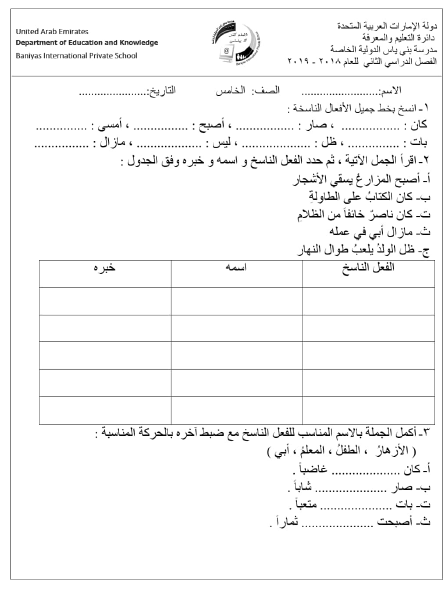 United Arab Emirates
Department of Education and Knowledge
Baniyas International Private School
دولة الإمارات العربية المتحدة
دائرة التعليم والمعرفة
مدرسة بني ياس الدولية الخاصة
الفصل الدراسي الثاني للعام ٢٠١٨ - ٢٠١٩
الاسم:........................... الصف: الخامس التاريخ:.......................
١- انسخ بخط جميل الأفعال الناسخة :
كان : ................ ، صار : ................ ، أصبح : ................ ، أمسى : ................
بات : ................ ، ظل : ................ ، ليس : ................ ، مازال : ................
٢- اقرأ الجمل الآتية ، ثم حدد الفعل الناسخ و اسمه و خبره وفق الجدول :
أ- أصبح المزارعُ يسقي الأشجار
ب- كان الكتابُ على الطاولةِ
ت- كان ناصرٌ خائفاً من الظلامِ
ث- مازال أبي في عمله
ج- ظل الولدُ يلعبُ طوال النهار
الفعل الناسخ اسمه خبره
٣- أكمل الجملة بالاسم المناسب للفعل الناسخ مع ضبط آخره بالحركة المناسبة :
( الأزهارُ ، الطفلُ ، المعلمُ ، أبي )
أ- كان .................... غاضباً .
ب- صار .................... شاباً .
ت- بات .................... متعباً .
ث- أصبحت .................... ثماراً .